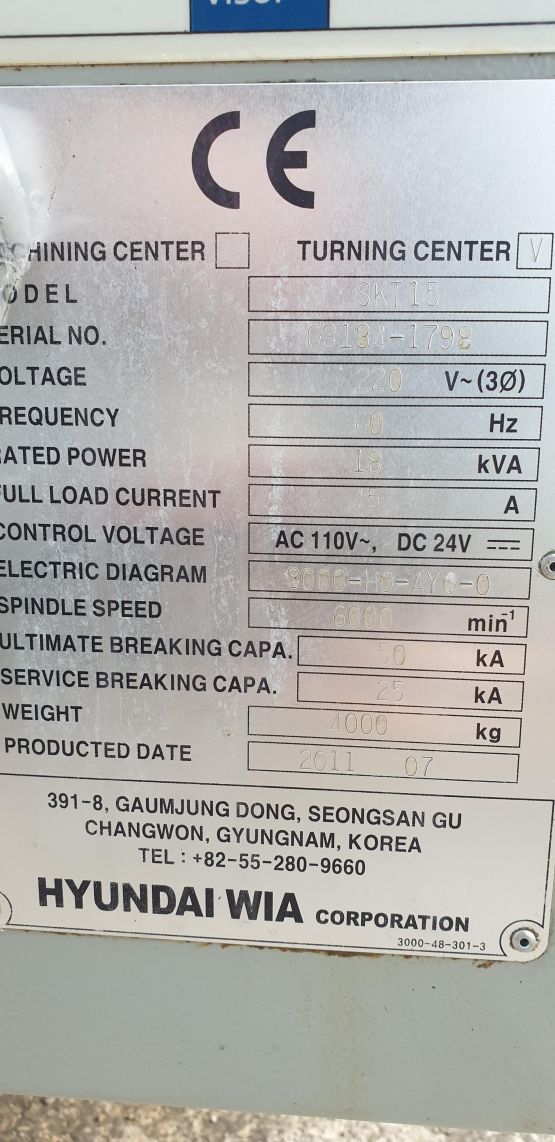 CE
CHINING CENTER TURNING CENTER V
ODEL SKT15
ERIAL NO. G3134-1798
OLTAGE 220 V~(3Ø)
REQUENCY Hz
RATED POWER 18 kVA
FULL LOAD CURRENT A
CONTROL VOLTAGE AC 110V~, DC 24V
ELECTRIC DIAGRAM
SPINDLE SPEED 6000 min⁻¹
ULTIMATE BREAKING CAPA. 50 kA
SERVICE BREAKING CAPA. 25 kA
WEIGHT 4000 kg
PRODUCTED DATE 2011 07
391-8, GAUMJUNG DONG, SEONGSAN GU
CHANGWON, GYUNGNAM, KOREA
TEL : +82-55-280-9660
HYUNDAI WIA CORPORATION
3000-48-301-3